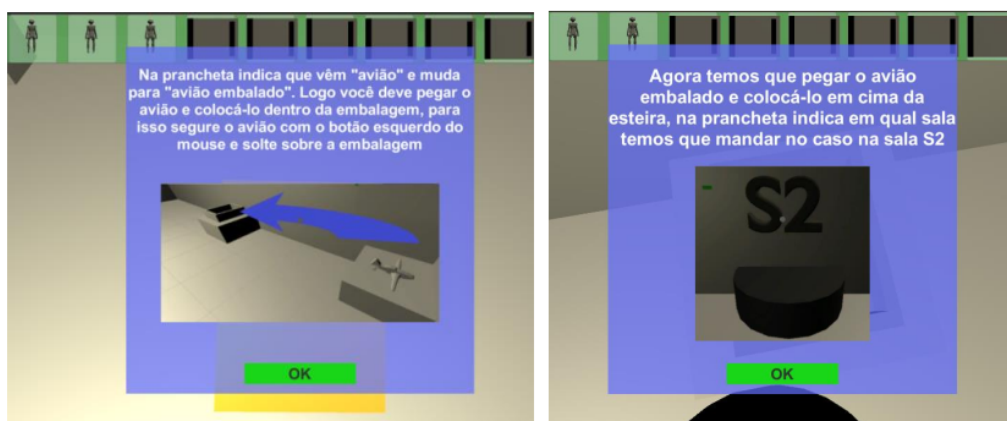 Na prancheta indica que vêm "avião" e muda
para "avião embalado". Logo você deve pegar o
avião e colocá-lo dentro da embalagem, para
isso segure o avião com o botão esquerdo do
mouse e solte sobre a embalagem
OK
Agora temos que pegar o avião
embalado e colocá-lo em cima da
esteira, na prancheta indica em qual sala
temos que mandar no caso na sala S2
S2
OK